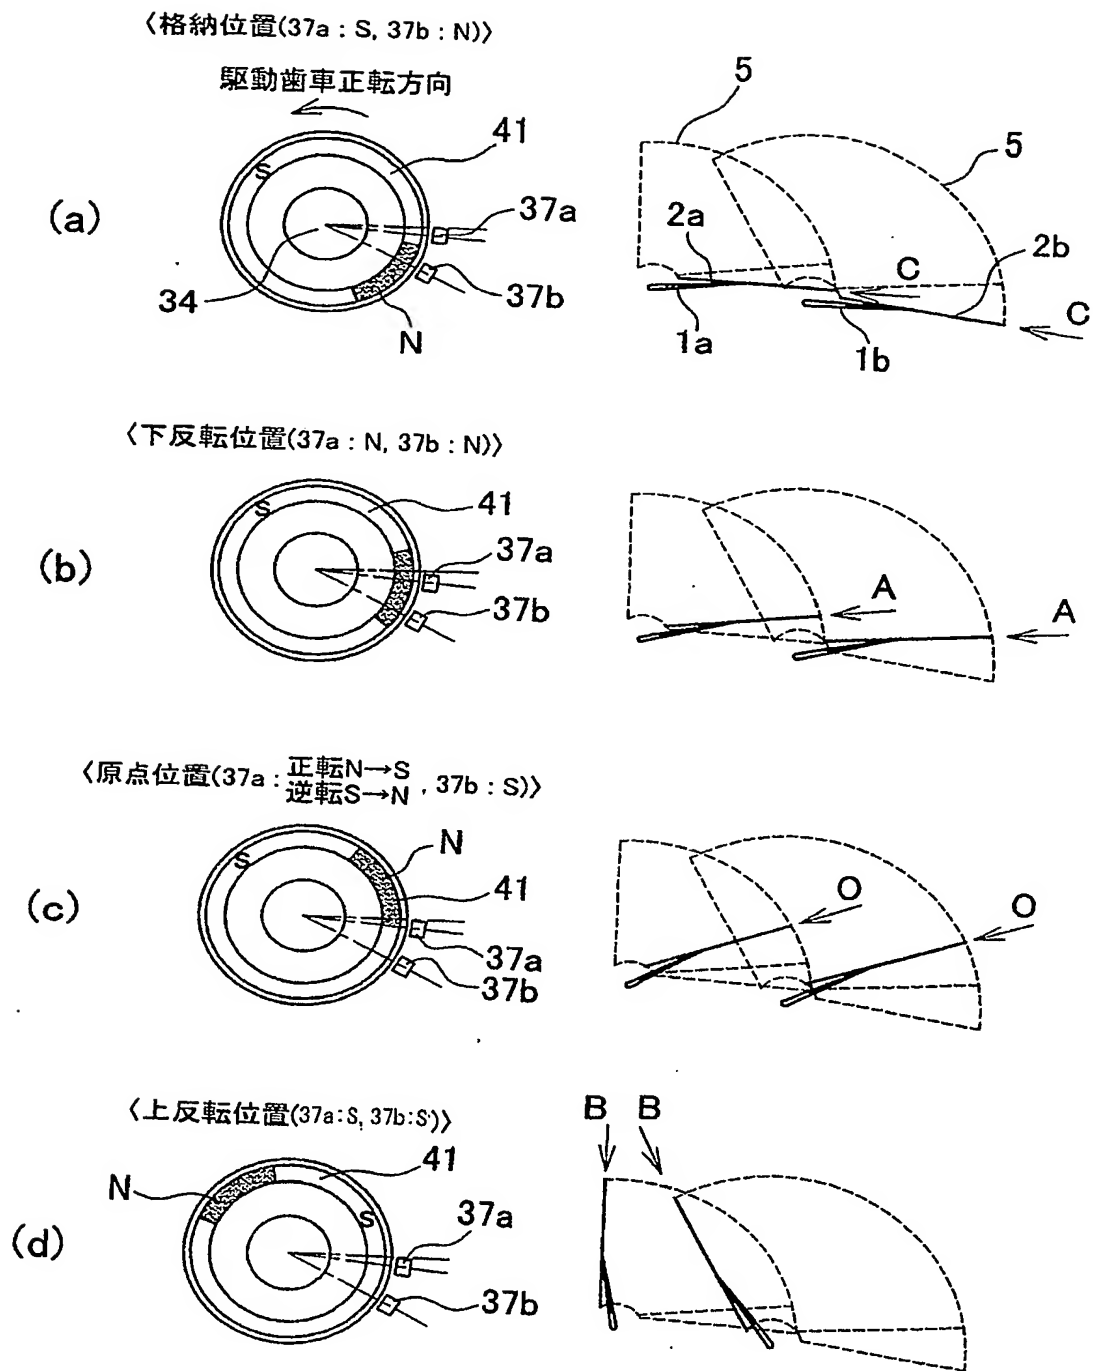 〈格納位置(37a : S, 37b : N)〉
駆動歯車正転方向
(a)
S
41
37a
37b
34
N
5
5
2a
2b
C
C
1a
1b
〈下反転位置(37a : N, 37b : N)〉
(b)
S
41
37a
37b
A
A
〈原点位置(37a : 正転N→S 逆転S→N , 37b : S)〉
(c)
S
N
41
37a
37b
O
O
〈上反転位置(37a:S, 37b:S)〉
(d)
N
41
S
37a
37b
B B